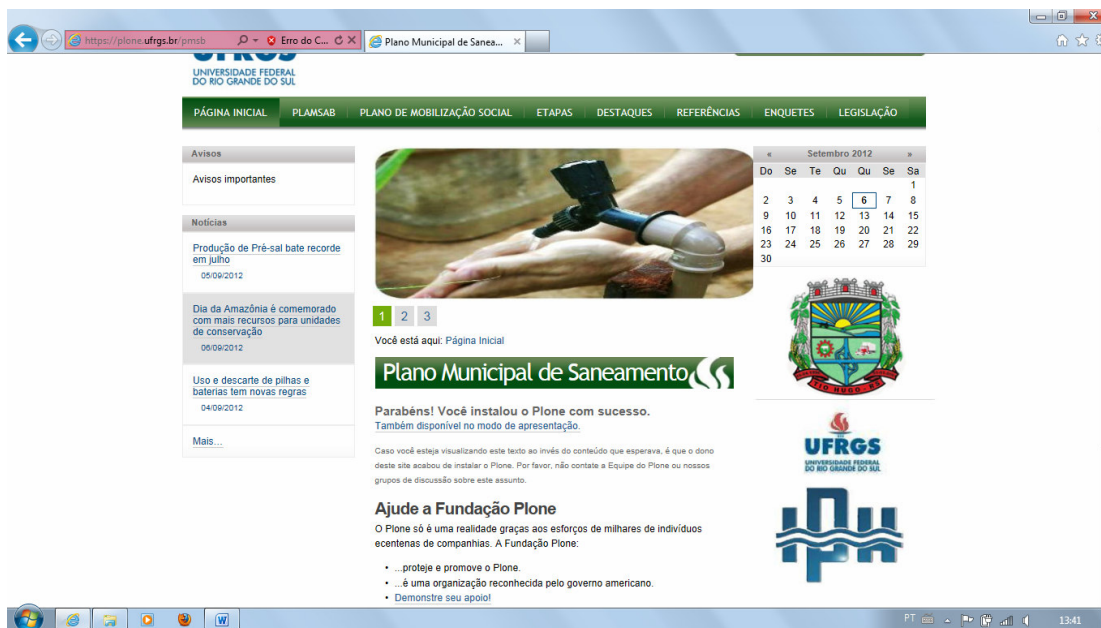 https://plone.ufrgs.br/pmsb
Erro do C...
Plano Municipal de Sanea...
UFRGS
UNIVERSIDADE FEDERAL
DO RIO GRANDE DO SUL
PÁGINA INICIAL PLAMSAB PLANO DE MOBILIZAÇÃO SOCIAL ETAPAS DESTAQUES REFERÊNCIAS ENQUETES LEGISLAÇÃO
Avisos
Avisos importantes
Notícias
Produção de Pré-sal bate recorde
em julho
05/09/2012
Dia da Amazônia é comemorado
com mais recursos para unidades
de conservação
06/09/2012
Uso e descarte de pilhas e
baterias tem novas regras
04/09/2012
Mais...
1 2 3
Você está aqui: Página Inicial
Plano Municipal de Saneamento
Parabéns! Você instalou o Plone com sucesso.
Também disponível no modo de apresentação.
Caso você esteja visualizando este texto ao invés do conteúdo que esperava, é que o dono
deste site acabou de instalar o Plone. Por favor, não contate a Equipe do Plone ou nossos
grupos de discussão sobre este assunto.
Ajude a Fundação Plone
O Plone só é uma realidade graças aos esforços de milhares de indivíduos
ecentenas de companhias. A Fundação Plone:
• ...proteje e promove o Plone.
• ...é uma organização reconhecida pelo governo americano.
• Demonstre seu apoio!
« Setembro 2012 »
Do Se Te Qu Qu Se Sa
1
2 3 4 5 6 7 8
9 10 11 12 13 14 15
16 17 18 19 20 21 22
23 24 25 26 27 28 29
30
TIO HUGO - RS
UFRGS
UNIVERSIDADE FEDERAL
DO RIO GRANDE DO SUL
IPH
PT 13:41